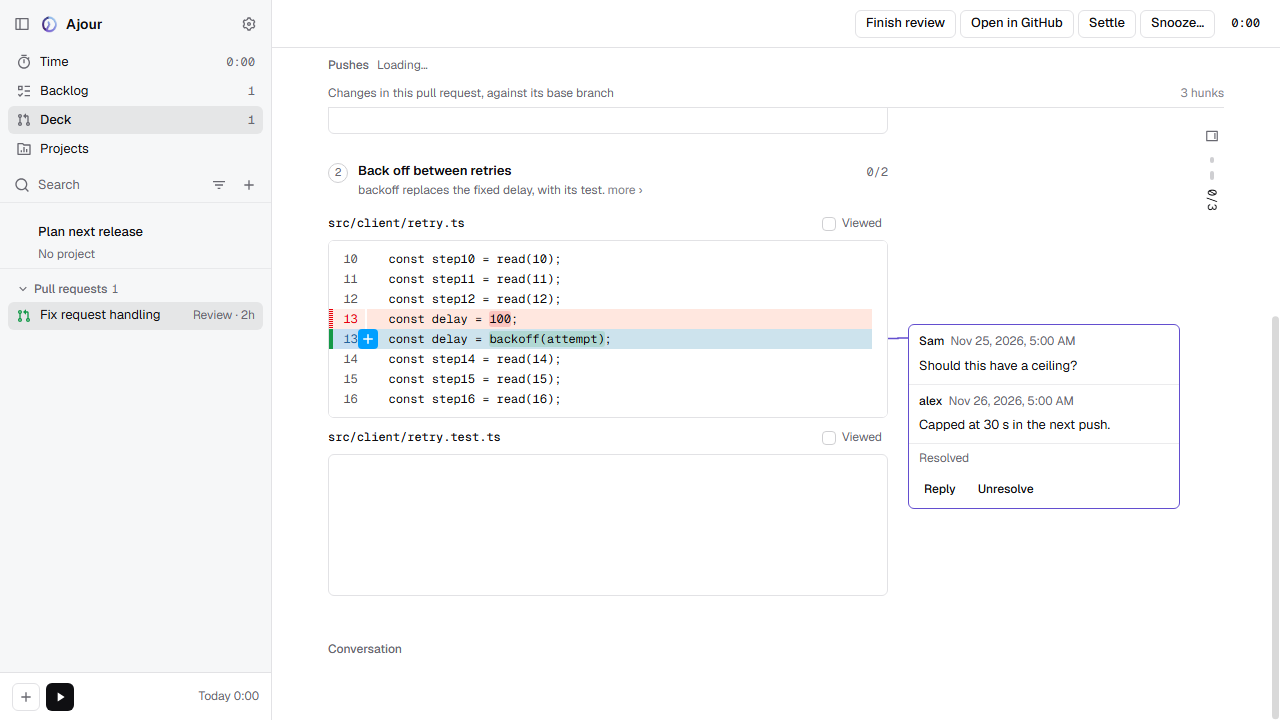 Ajour
Time 0:00
Backlog 1
Deck 1
Projects
Search
Plan next release
No project
Pull requests 1
Fix request handling Review · 2h
Today 0:00
Finish review Open in GitHub Settle Snooze… 0:00
Pushes Loading…
Changes in this pull request, against its base branch 3 hunks
2 Back off between retries 0/2
backoff replaces the fixed delay, with its test. more ›
src/client/retry.ts Viewed
10 const step10 = read(10);
11 const step11 = read(11);
12 const step12 = read(12);
13 const delay = 100;
13 + const delay = backoff(attempt);
14 const step14 = read(14);
15 const step15 = read(15);
16 const step16 = read(16);
src/client/retry.test.ts Viewed
Conversation
Sam Nov 25, 2026, 5:00 AM
Should this have a ceiling?
alex Nov 26, 2026, 5:00 AM
Capped at 30 s in the next push.
Resolved
Reply Unresolve
0/3